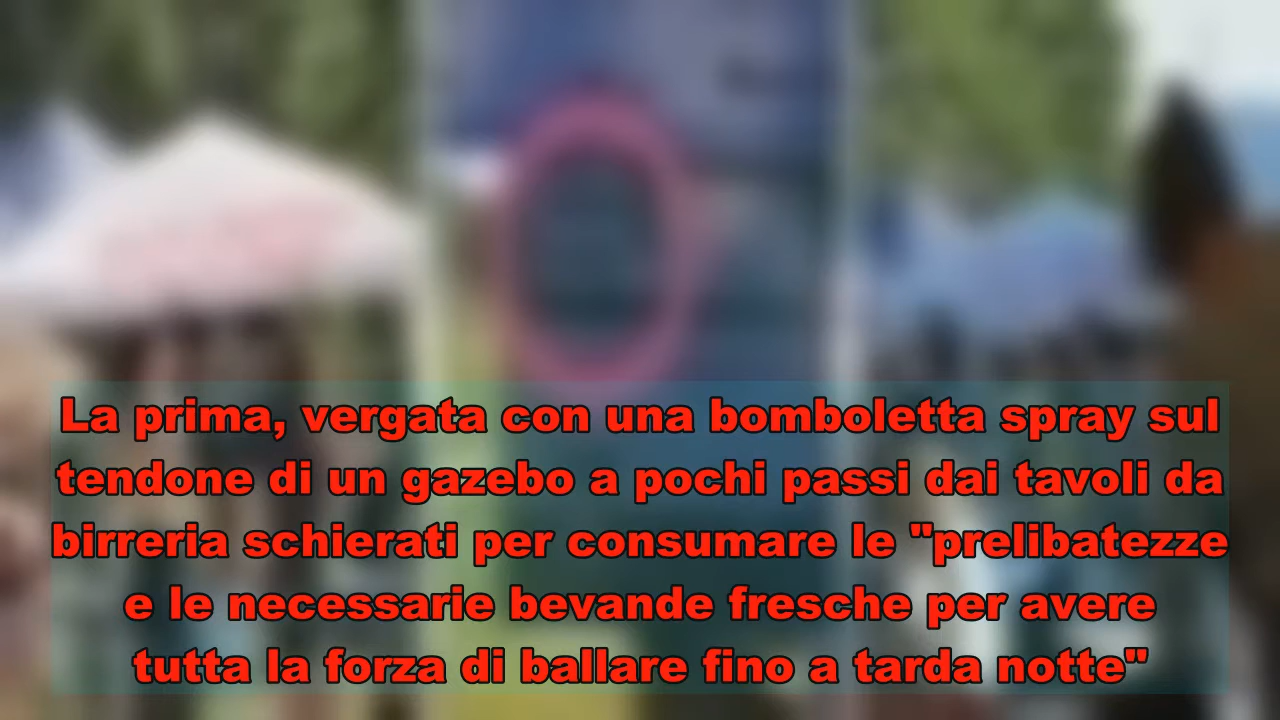 La prima, vergata con una bomboletta spray sul
tendone di un gazebo a pochi passi dai tavoli da
birreria schierati per consumare le "prelibatezze
e le necessarie bevande fresche per avere
tutta la forza di ballare fino a tarda notte"